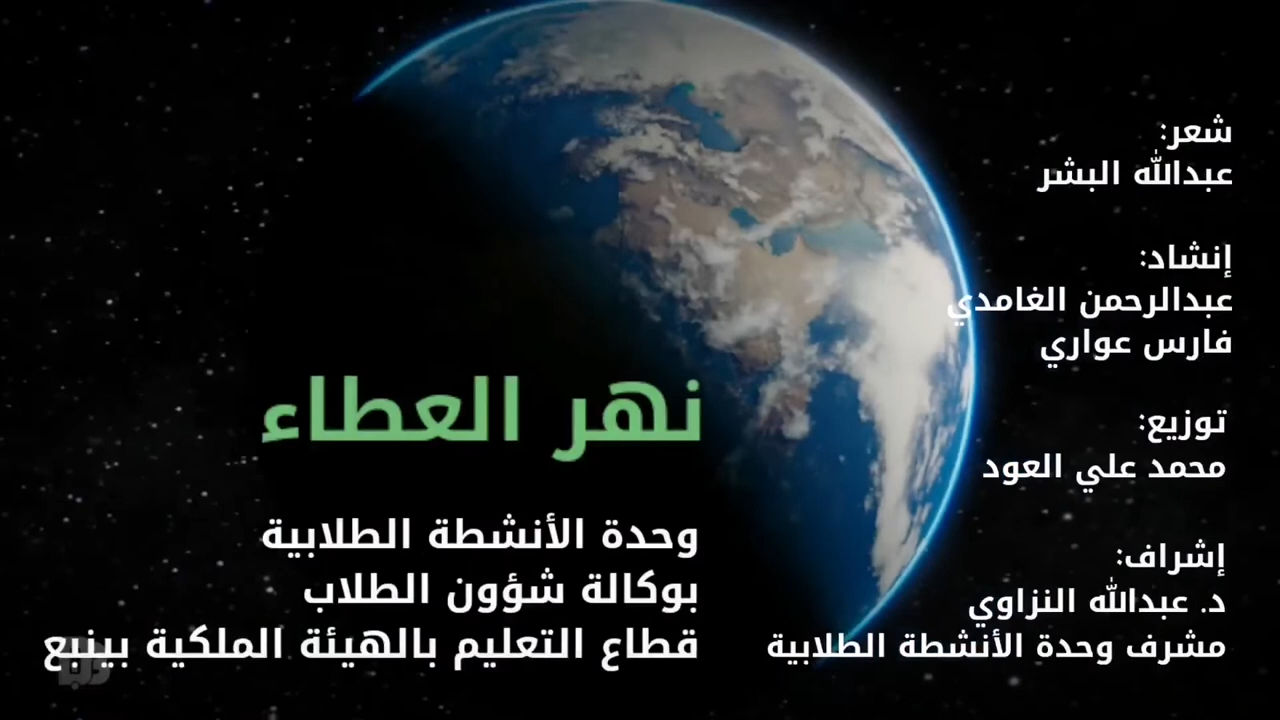 شعر:
عبدالله البشر
إنشاد:
عبدالرحمن الغامدي
فارس عواري
توزيع:
محمد علي العود
إشراف:
د. عبدالله النزاوي
مشرف وحدة الأنشطة الطلابية
نهر العطاء
وحدة الأنشطة الطلابية
بوكالة شؤون الطلاب
قطاع التعليم بالهيئة الملكية بينبع